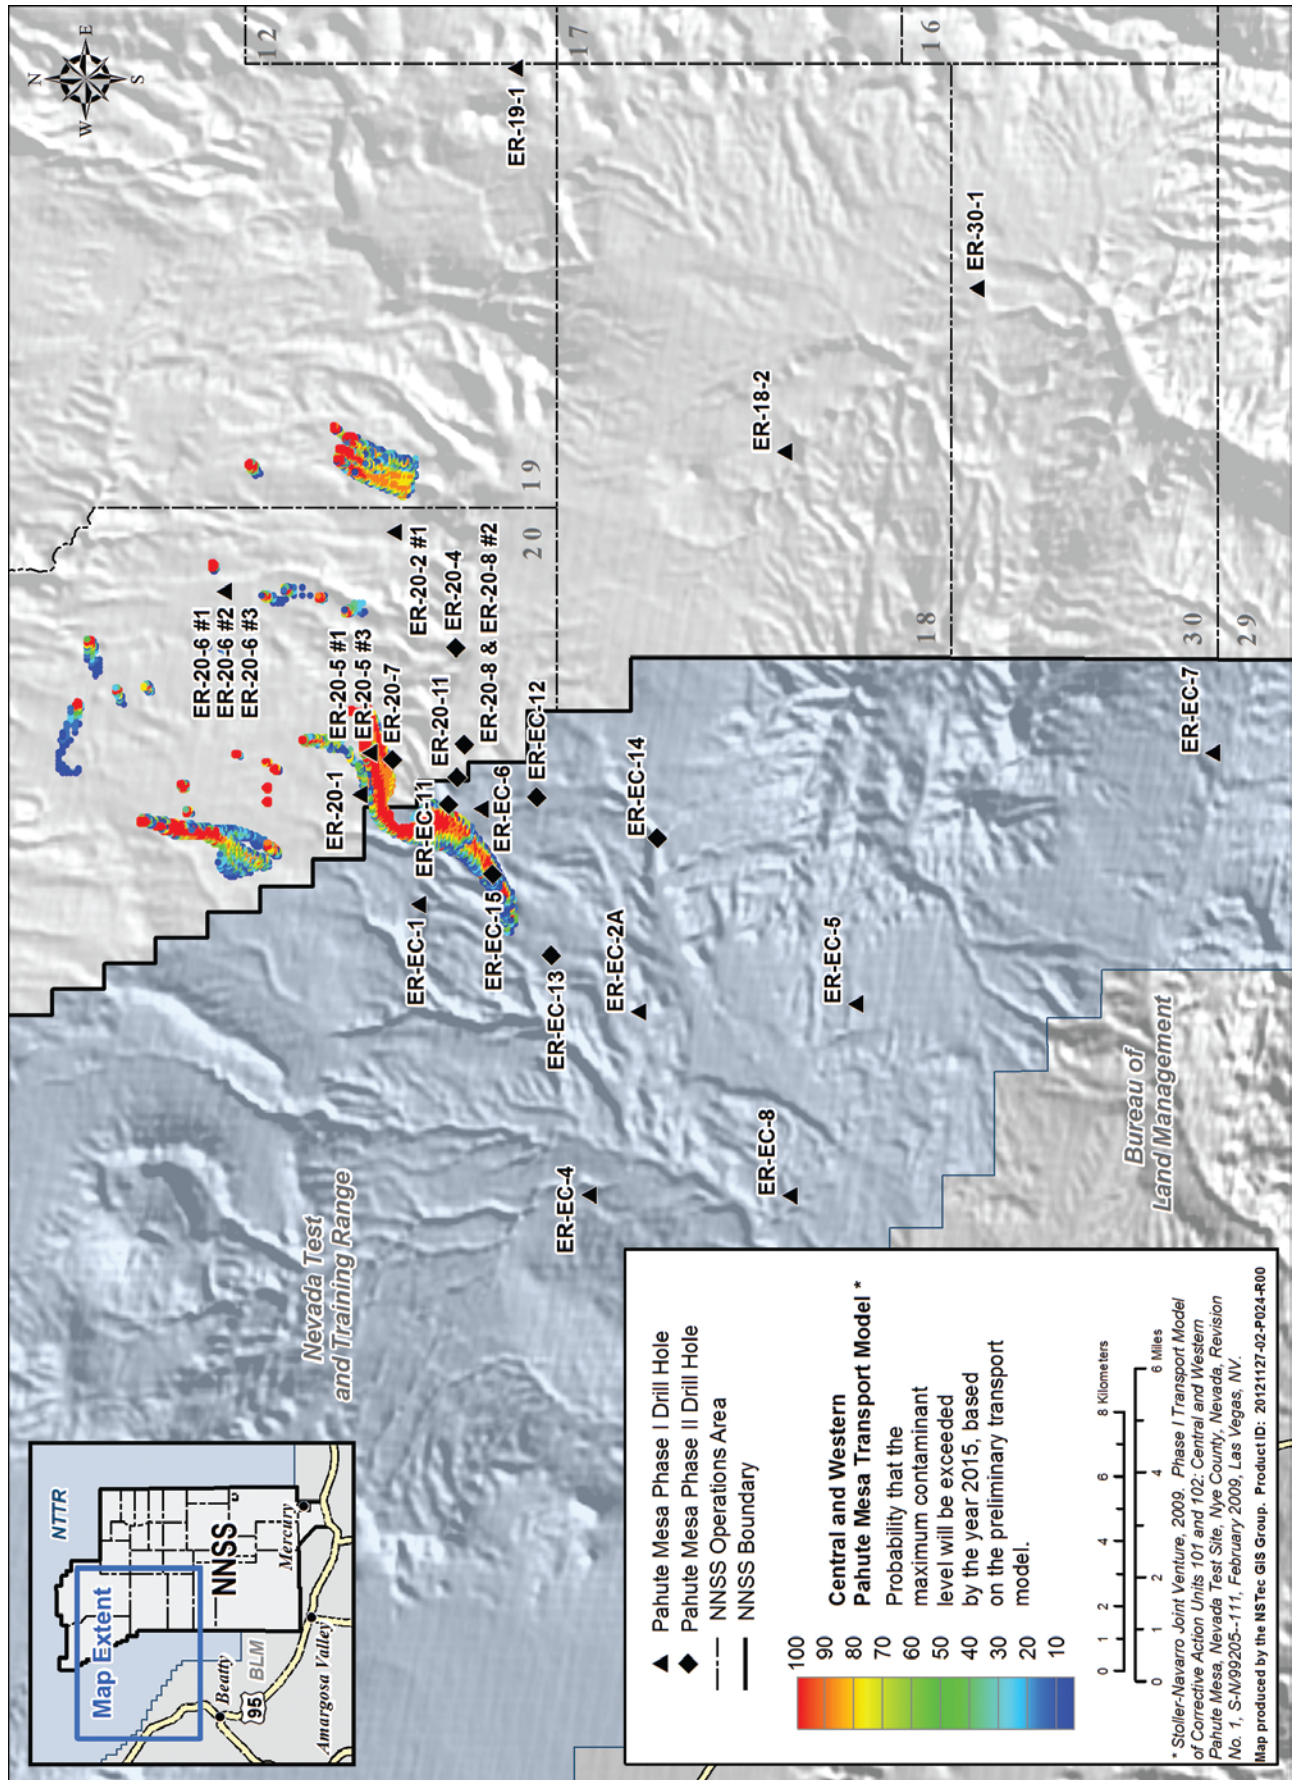 NTTR
Map Extent
NNSS
Mercury
Beatty
BLM
95
Amargosa Valley
Nevada Test
and Training Range
N
W
E
S
12
17
16
19
20
18
30
29
ER-20-6 #1
ER-20-6 #2
ER-20-6 #3
ER-20-1
ER-20-5 #1
ER-20-5 #3
ER-20-7
ER-20-2 #1
ER-20-4
ER-20-11
ER-20-8 & ER-20-8 #2
ER-EC-11
ER-EC-6
ER-EC-12
ER-EC-1
ER-EC-15
ER-EC-13
ER-EC-14
ER-EC-2A
ER-EC-4
ER-EC-8
ER-EC-5
ER-EC-7
ER-19-1
ER-18-2
ER-30-1
Bureau of
Land Management
Pahute Mesa Phase I Drill Hole
Pahute Mesa Phase II Drill Hole
NNSS Operations Area
NNSS Boundary
Central and Western
Pahute Mesa Transport Model *
Probability that the
maximum contaminant
level will be exceeded
by the year 2015, based
on the preliminary transport
model.
100
90
80
70
60
50
40
30
20
10
0 1 2 4 6 8 Kilometers
0 1 2 4 6 Miles
* Stoller-Navarro Joint Venture, 2009. Phase I Transport Model
of Corrective Action Units 101 and 102: Central and Western
Pahute Mesa, Nevada Test Site, Nye County, Nevada, Revision
No. 1, S-N/99205--111, February 2009, Las Vegas, NV.
Map produced by the NSTec GIS Group. Product ID: 20121127-02-P024-R00